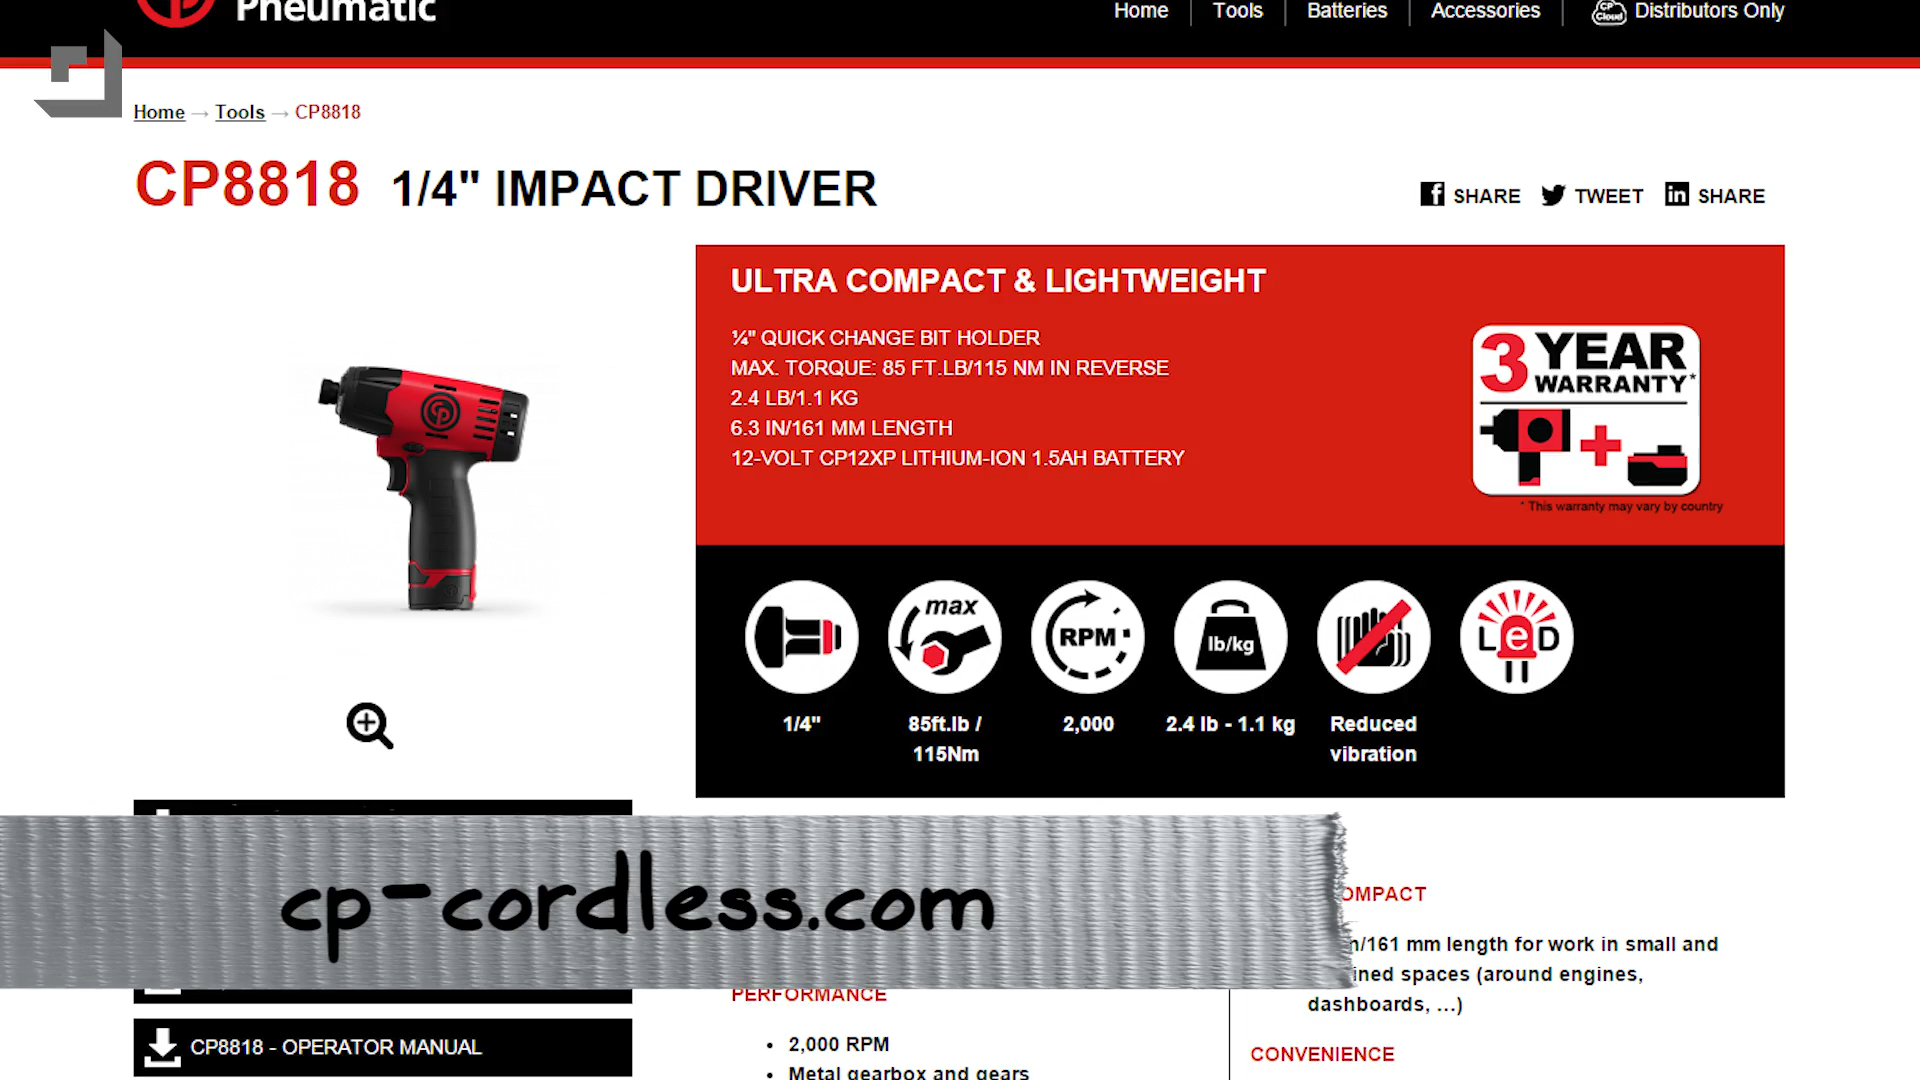 Pneumatic
Home Tools Batteries Accessories CP Cloud Distributors Only
Home → Tools → CP8818
CP8818 1/4" IMPACT DRIVER
f SHARE TWEET in SHARE
ULTRA COMPACT & LIGHTWEIGHT
¼" QUICK CHANGE BIT HOLDER
MAX. TORQUE: 85 FT.LB/115 NM IN REVERSE
2.4 LB/1.1 KG
6.3 IN/161 MM LENGTH
12-VOLT CP12XP LITHIUM-ION 1.5AH BATTERY
3 YEAR
WARRANTY*
* This warranty may vary by country
max
RPM
lb/kg
LeD
1/4"
85ft.lb /
115Nm
2,000
2.4 lb - 1.1 kg
Reduced
vibration
cp-cordless.com
CP8818 - OPERATOR MANUAL
PERFORMANCE
• 2,000 RPM
• Metal gearbox and gears
OMPACT
n/161 mm length for work in small and
ined spaces (around engines,
dashboards, ...)
CONVENIENCE